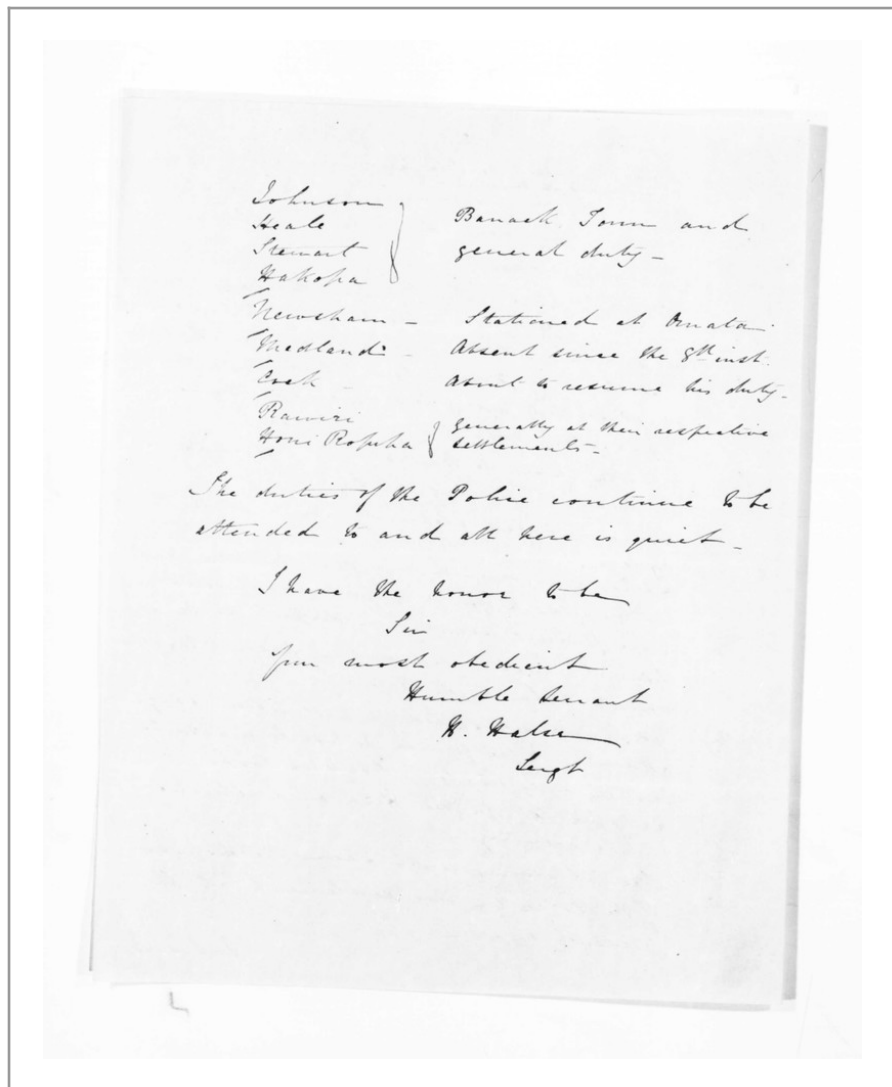 Johnson
Heale
Stewart
Hakopa
Barrack, Town and
general duty -
Newsham - Stationed at Omata.
Medland - Absent since the 8th inst.
Cook - About to resume his duty -
Rawiri
Honi Ropiha
generally at their respective
settlements -
The duties of the Police continue to be
attended to and all here is quiet -
I have the honor to be
Sir
Your most obedient
Humble Servant
H. Halse
Sergt